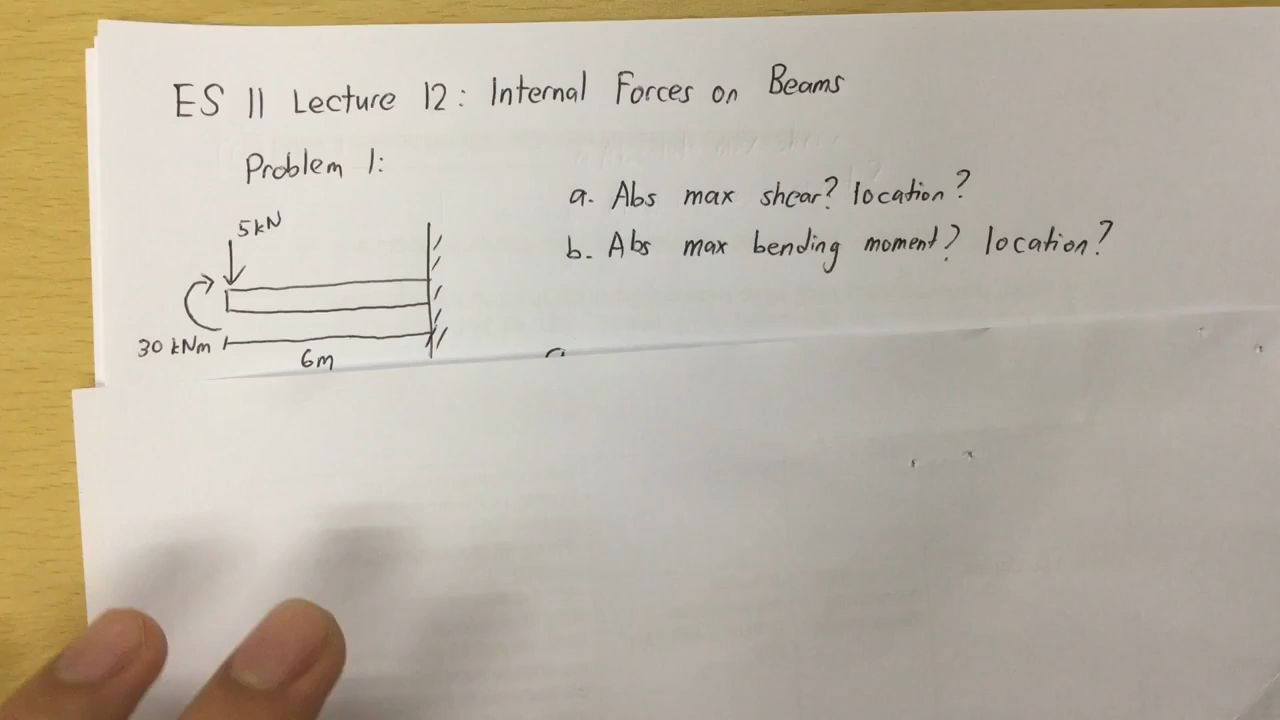 ES 11 Lecture 12: Internal Forces on Beams
Problem 1:
a. Abs max shear? location?
b. Abs max bending moment? location?
5kN
30 kNm
6m